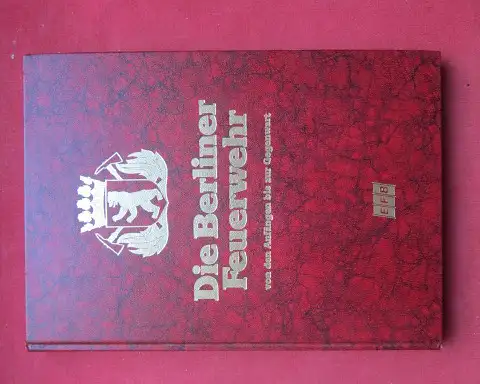 Die Berliner
Feuerwehr
von den Anfängen bis zur Gegenwart
EFB